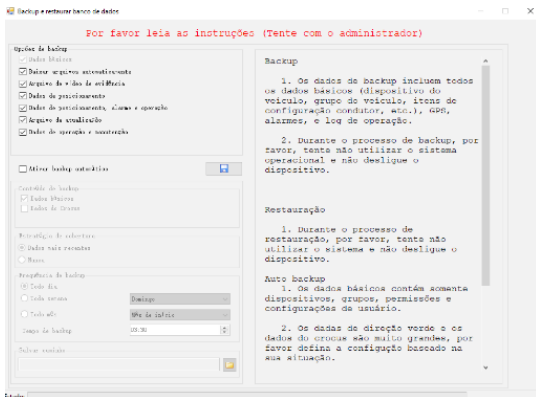 Backup e restaurar banco de dados
Por favor leia as instruções (Tente com o administrador)
Opções de backup
Dados básicos
Baixar arquivos automaticamente
Arquivo de vídeo de evidência
Dados de posicionamento
Dados de posicionamento, alarme e operação
Arquivo de atualização
Dados de operação e manutenção
Ativar backup automático
Conteúdo de backup
Dados básicos
Dados de Crocus
Estratégia de cobertura
Dados mais recentes
Nunca
Frequência de backup
Todo dia
Toda semana
Domingo
Todo mês
Tempo de backup
Backup
1. Os dados de backup incluem todos
os dados básicos (dispositivo do
veículo, grupo de veículo, itens de
configuração condutor, etc.), GPS,
alarmes, e log de operação.
2. Durante o processo de backup, por
favor, tente não utilizar o sistema
operacional e não desligue o
dispositivo.
Restauração
1. Durante o processo de
restauração, por favor, tente não
utilizar o sistema e não desligue o
dispositivo.
Auto backup
1. Os dados básicos contém somente
dispositivos, grupos, permissões e
configurações de usuário.
2. Os dadas de direção verde e os
dados do crocus são muito grandes, por
favor defina a configução baseado na
sua situação.